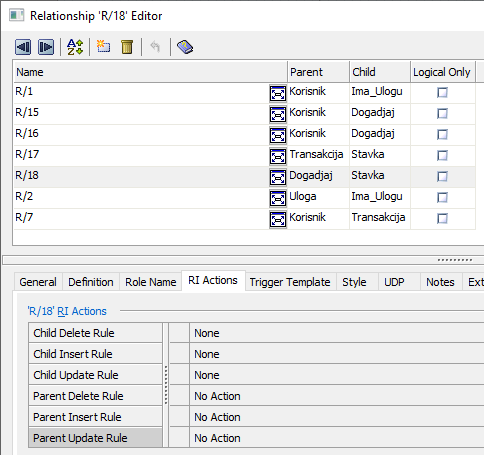 Relationship 'R/18' Editor
Name Parent Child Logical Only
R/1 Korisnik Ima_Ulogu
R/15 Korisnik Dogadjaj
R/16 Korisnik Dogadjaj
R/17 Transakcija Stavka
R/18 Dogadjaj Stavka
R/2 Uloga Ima_Ulogu
R/7 Korisnik Transakcija
General Definition Role Name RI Actions Trigger Template Style UDP Notes Ext
'R/18' RI Actions
Child Delete Rule None
Child Insert Rule None
Child Update Rule None
Parent Delete Rule No Action
Parent Insert Rule No Action
Parent Update Rule No Action